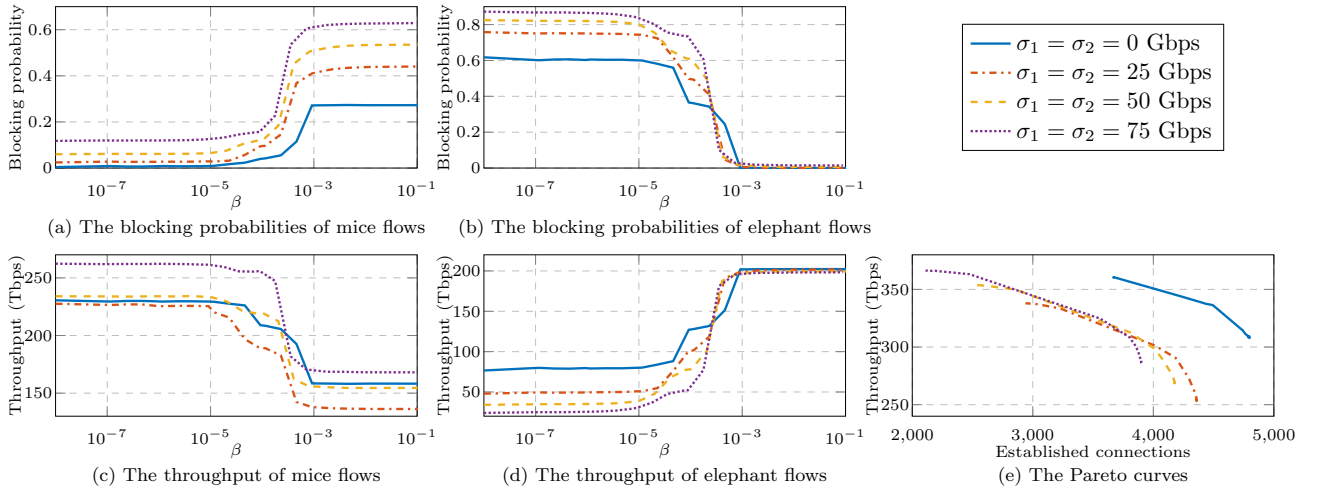 Blocking probability
0.6
0.4
0.2
0
10⁻⁷
10⁻⁵
10⁻³
10⁻¹
β
(a) The blocking probabilities of mice flows
Blocking probability
0.8
0.6
0.4
0.2
0
10⁻⁷
10⁻⁵
10⁻³
10⁻¹
β
(b) The blocking probabilities of elephant flows
σ₁ = σ₂ = 0 Gbps
σ₁ = σ₂ = 25 Gbps
σ₁ = σ₂ = 50 Gbps
σ₁ = σ₂ = 75 Gbps
Throughput (Tbps)
250
200
150
10⁻⁷
10⁻⁵
10⁻³
10⁻¹
β
(c) The throughput of mice flows
Throughput (Tbps)
200
150
100
50
10⁻⁷
10⁻⁵
10⁻³
10⁻¹
β
(d) The throughput of elephant flows
Throughput (Tbps)
350
300
250
2,000
3,000
4,000
5,000
Established connections
(e) The Pareto curves